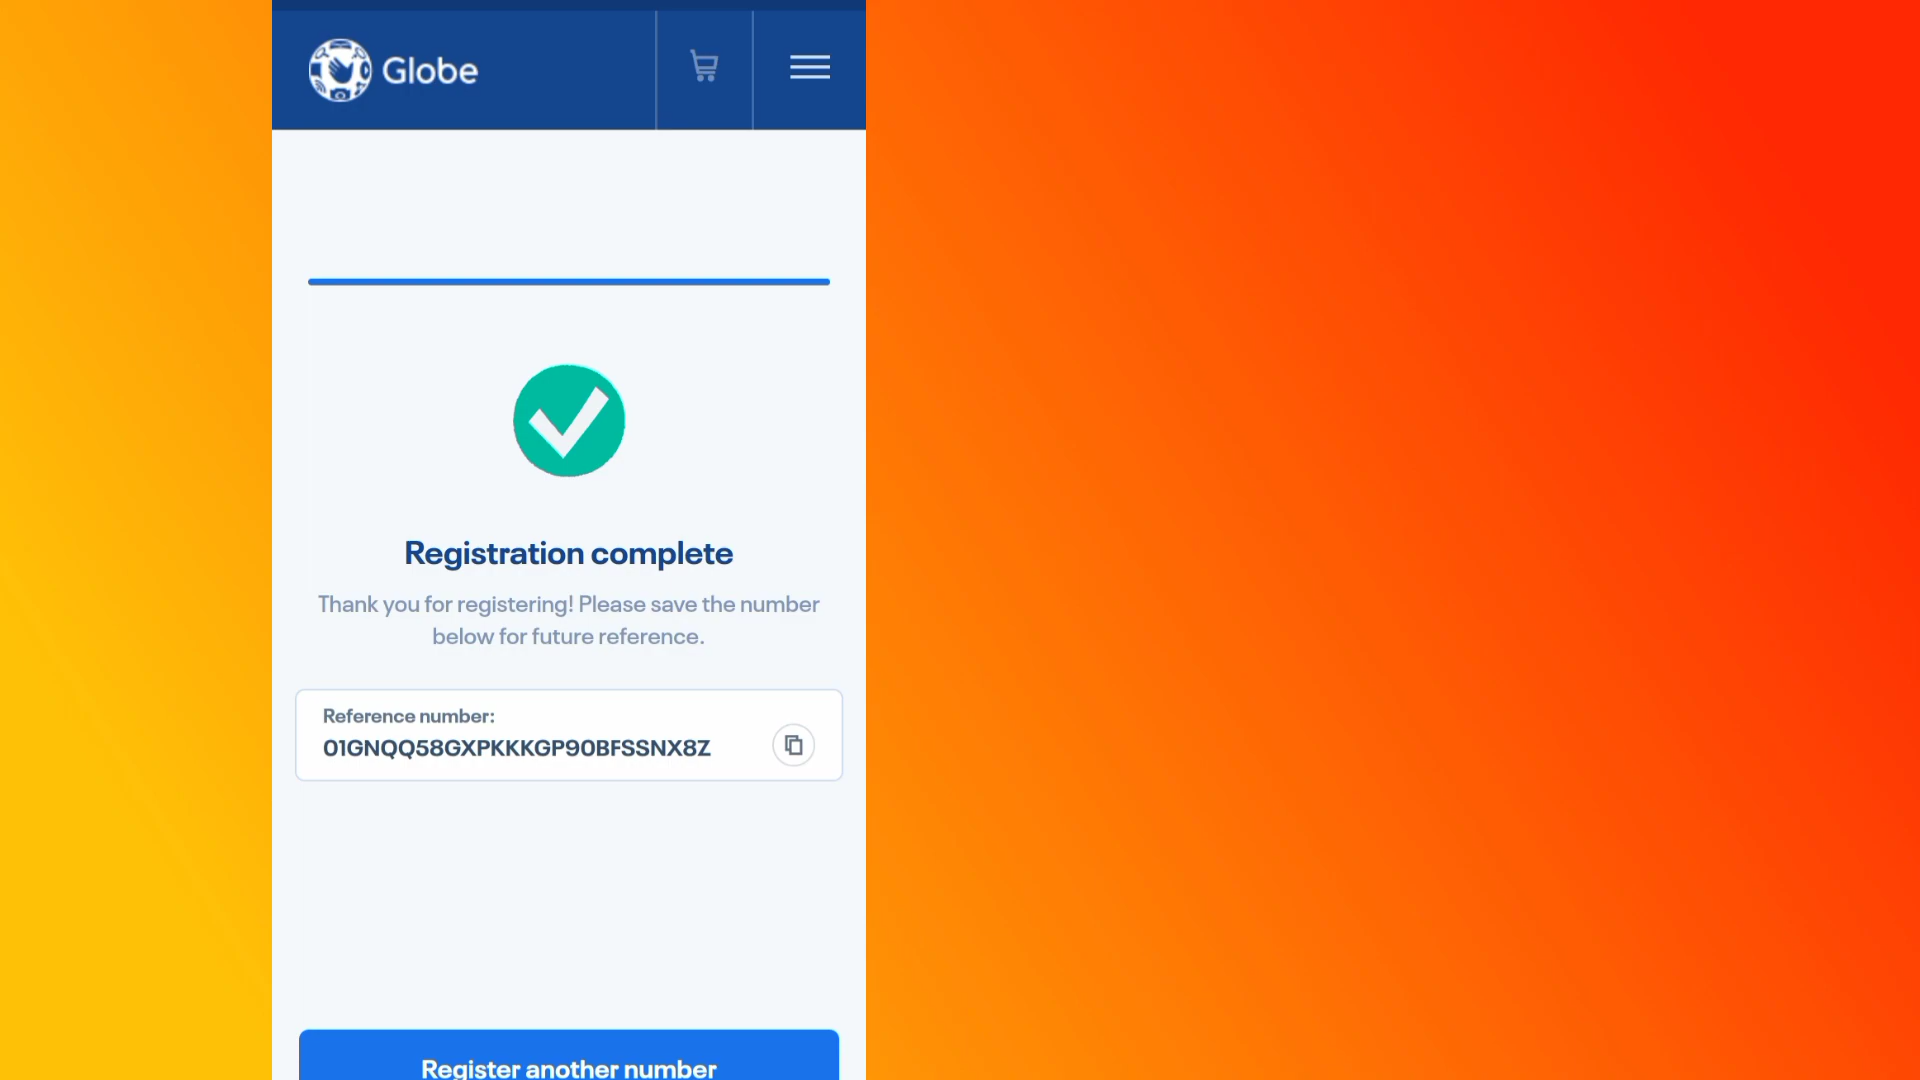 Globe
Registration complete
Thank you for registering! Please save the number
below for future reference.
Reference number:
01GNQQ58GXPKKKGP90BFSSNX8Z
Register another number